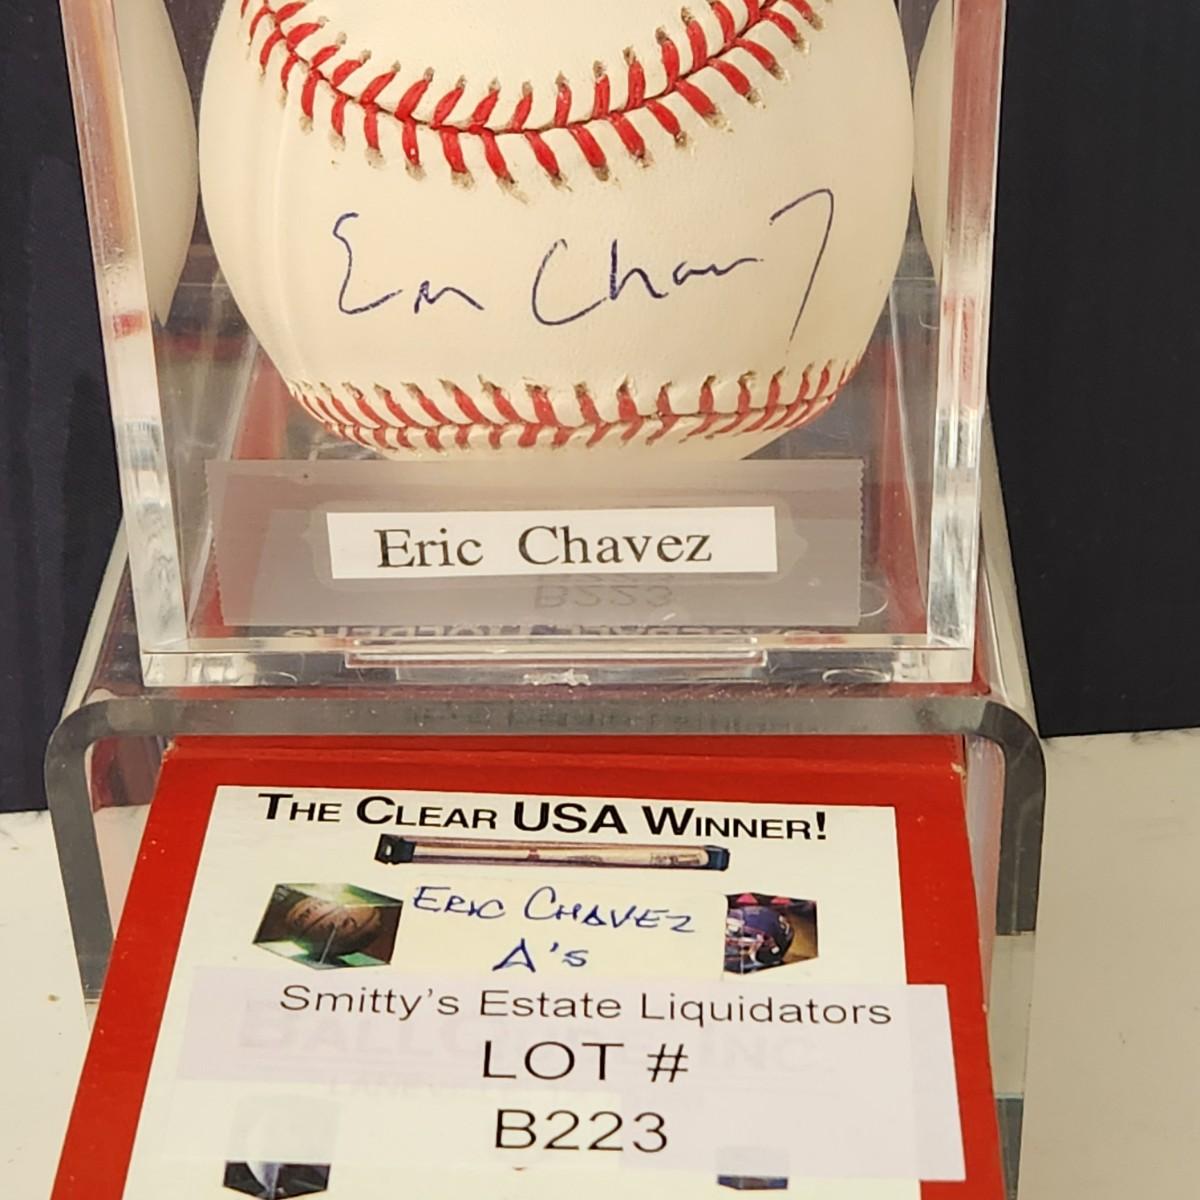 Eric Chavez
Eric Chavez
THE CLEAR USA WINNER!
ERIC CHAVEZ
A's
Smitty's Estate Liquidators
LOT #
B223